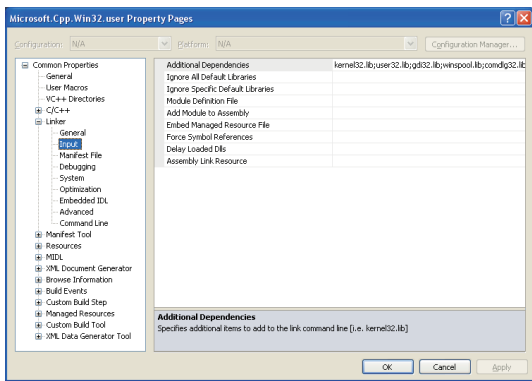 Microsoft.Cpp.Win32.user Property Pages
Configuration: N/A Platform: N/A Configuration Manager...
Common Properties
General
User Macros
VC++ Directories
C/C++
Linker
General
Input
Manifest File
Debugging
System
Optimization
Embedded IDL
Advanced
Command Line
Manifest Tool
Resources
MIDL
XML Document Generator
Browse Information
Build Events
Custom Build Step
Managed Resources
Custom Build Tool
XML Data Generator Tool
Additional Dependencies kernel32.lib;user32.lib;gdi32.lib;winspool.lib;comdlg32.lib
Ignore All Default Libraries
Ignore Specific Default Libraries
Module Definition File
Add Module to Assembly
Embed Managed Resource File
Force Symbol References
Delay Loaded Dlls
Assembly Link Resource
Additional Dependencies
Specifies additional items to add to the link command line [i.e. kernel32.lib]
OK Cancel Apply